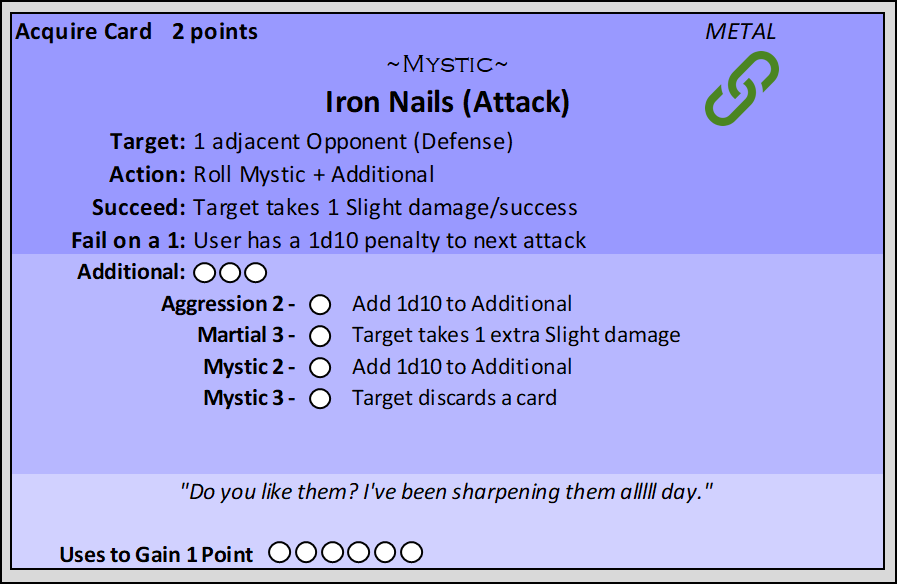 Acquire Card 2 points METAL
~Mystic~
Iron Nails (Attack)
Target: 1 adjacent Opponent (Defense)
Action: Roll Mystic + Additional
Succeed: Target takes 1 Slight damage/success
Fail on a 1: User has a 1d10 penalty to next attack
Additional:
Aggression 2 - Add 1d10 to Additional
Martial 3 - Target takes 1 extra Slight damage
Mystic 2 - Add 1d10 to Additional
Mystic 3 - Target discards a card
"Do you like them? I've been sharpening them alllll day."
Uses to Gain 1 Point